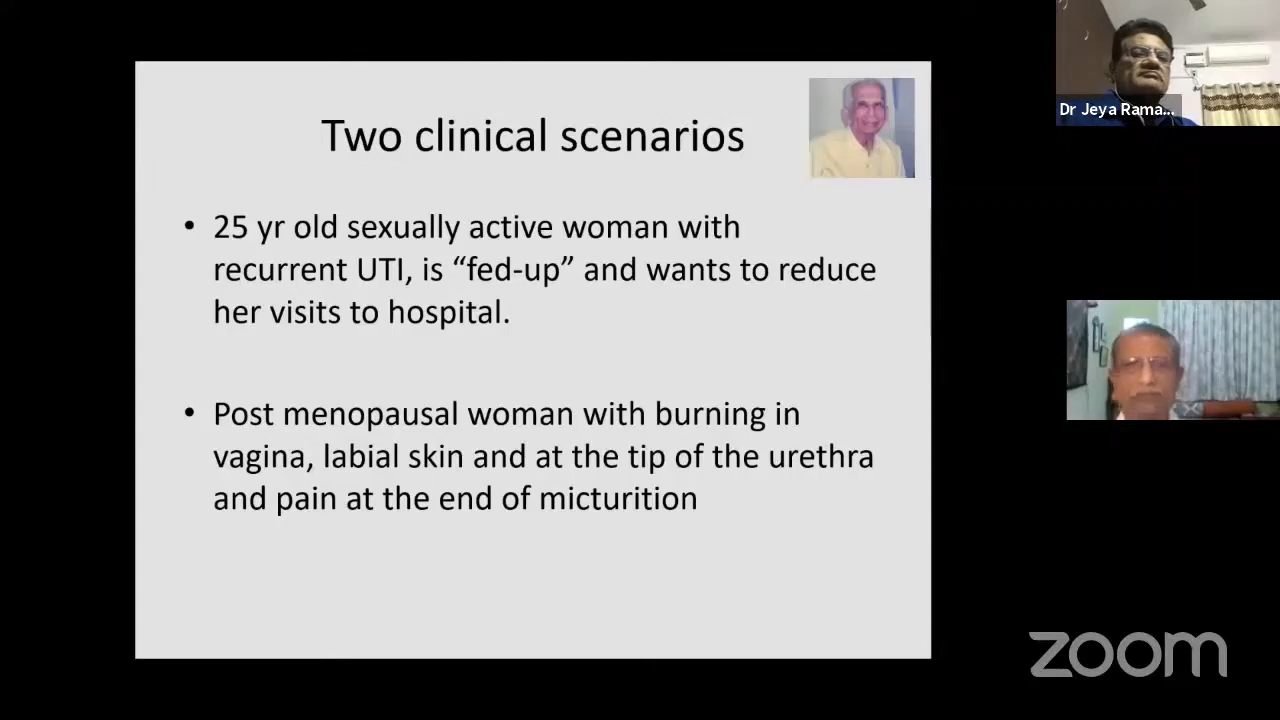 Two clinical scenarios
• 25 yr old sexually active woman with
recurrent UTI, is “fed-up” and wants to reduce
her visits to hospital.
• Post menopausal woman with burning in
vagina, labial skin and at the tip of the urethra
and pain at the end of micturition
Dr Jeya Rama...
zoom